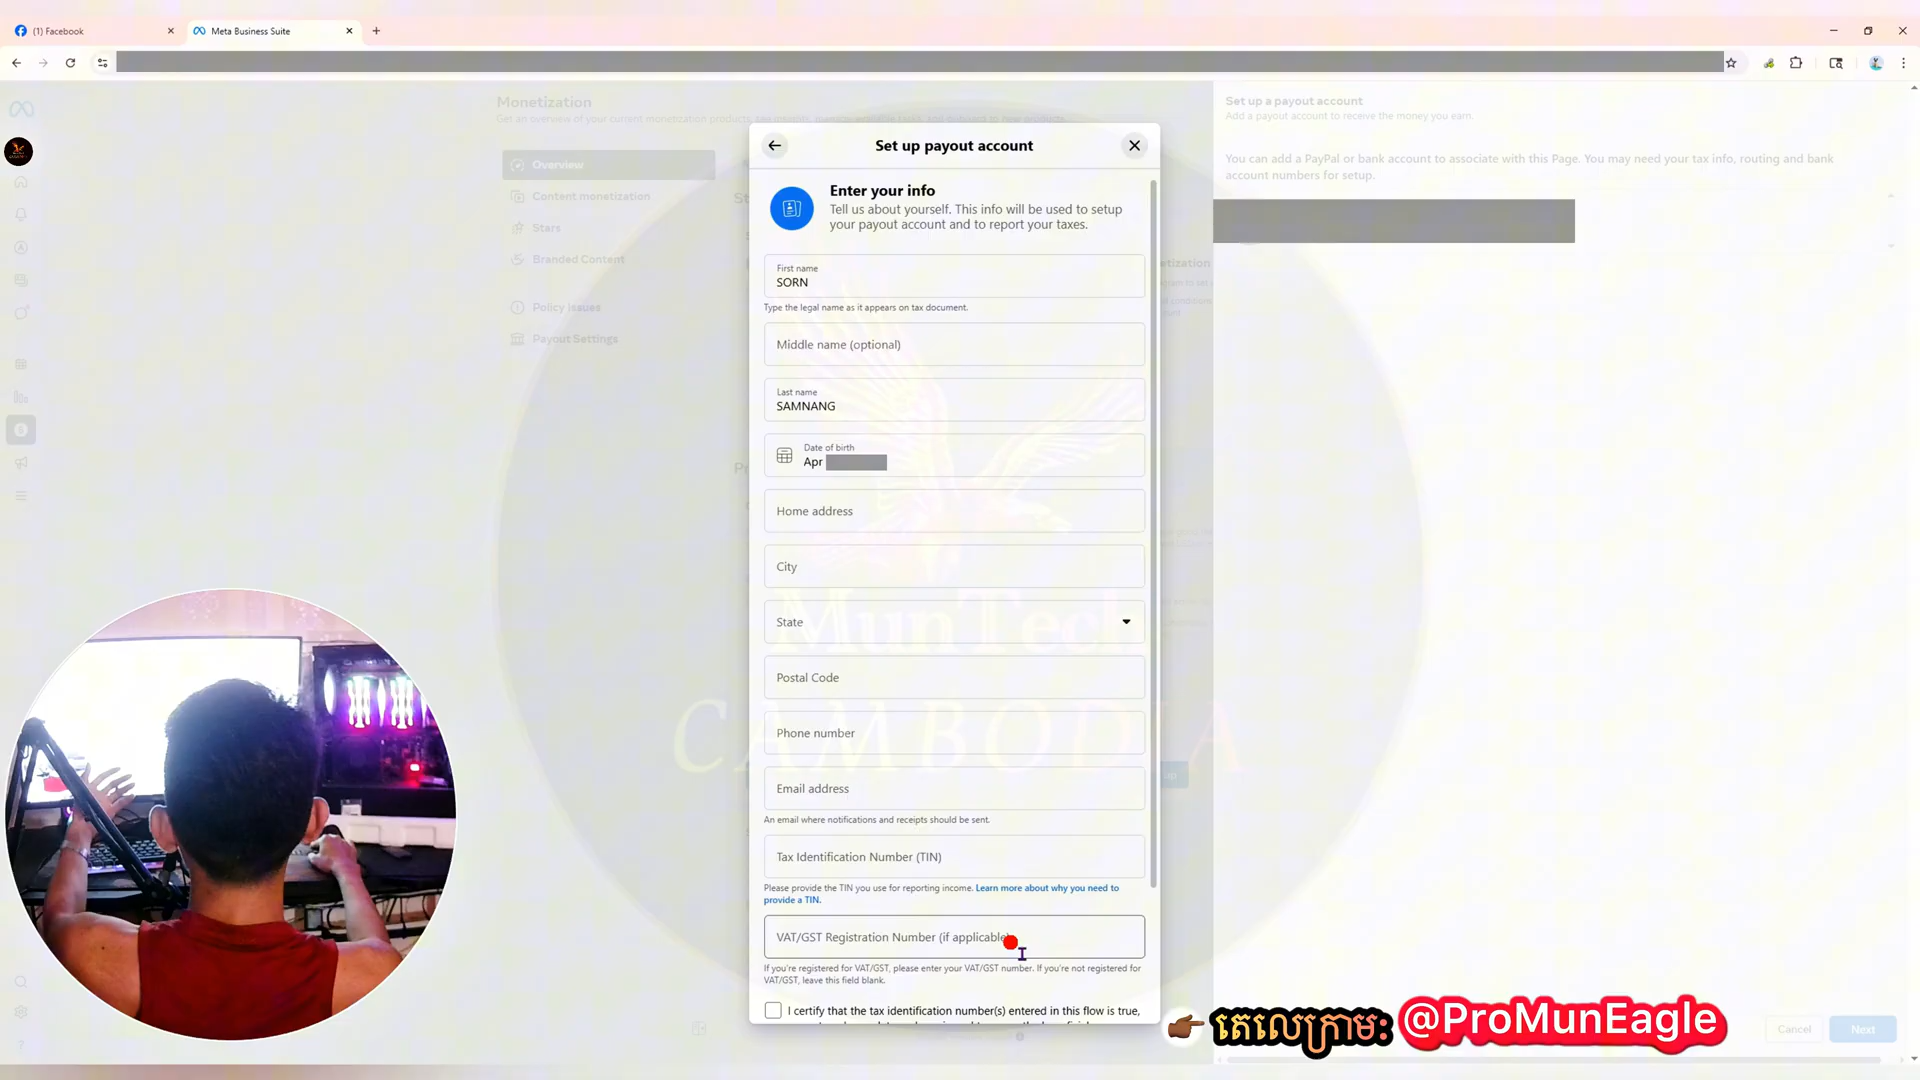 (1) Facebook
Meta Business Suite
Monetization
Set up a payout account
Add a payout account to receive the money you earn.
You can add a PayPal or bank account to associate with this Page. You may need your tax info, routing and bank
account numbers for setup.
Overview
Content monetization
Stars
Branded Content
Policy issues
Payout Settings
Set up payout account
Enter your info
Tell us about yourself. This info will be used to setup
your payout account and to report your taxes.
First name
SORN
Type the legal name as it appears on tax document.
Middle name (optional)
Last name
SAMNANG
Date of birth
Apr
Home address
City
State
MunTech
Postal Code
CAMBODIA
Phone number
Email address
An email where notifications and receipts should be sent.
Tax Identification Number (TIN)
Please provide the TIN you use for reporting income. Learn more about why you need to
provide a TIN.
VAT/GST Registration Number (if applicable)
If you're registered for VAT/GST, please enter your VAT/GST number. If you're not registered for
VAT/GST, leave this field blank.
I certify that the tax identification number(s) entered in this flow is true,
តេលេក្រាម: @ProMunEagle
Cancel
Next